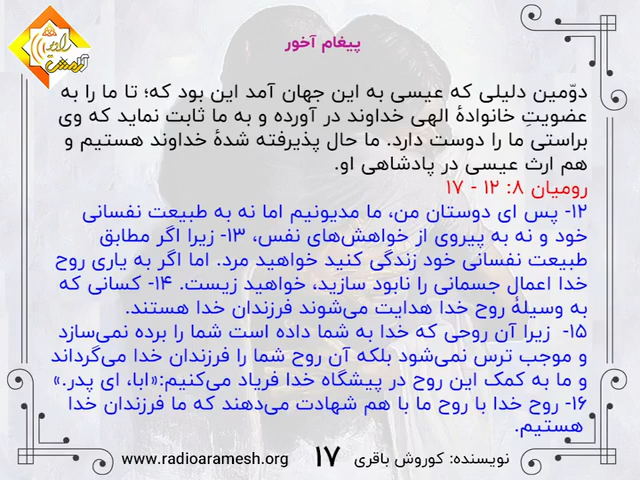 رادیو
آرامش
پیغام آخور
دوّمین دلیلی که عیسی به این جهان آمد این بود که؛ تا ما را به
عضویتِ خانوادهٔ الهی خداوند در آورده و به ما ثابت نماید که وی
براستی ما را دوست دارد. ما حال پذیرفته شدهٔ خداوند هستیم و
هم ارث عیسی در پادشاهی او.
رومیان ۸: ۱۲ - ۱۷
۱۲- پس ای دوستان من، ما مدیونیم اما نه به طبیعت نفسانی
خود و نه به پیروی از خواهش‌های نفس، ۱۳- زیرا اگر مطابق
طبیعت نفسانی خود زندگی کنید خواهید مرد. اما اگر به یاری روح
خدا اعمال جسمانی را نابود سازید، خواهید زیست. ۱۴- کسانی که
به وسیلهٔ روح خدا هدایت می‌شوند فرزندان خدا هستند.
۱۵- زیرا آن روحی که خدا به شما داده است شما را برده نمی‌سازد
و موجب ترس نمی‌شود بلکه آن روح شما را فرزندان خدا می‌گرداند
و ما به کمک این روح در پیشگاه خدا فریاد می‌کنیم:«ابا، ای پدر.»
۱۶- روح خدا با روح ما با هم شهادت می‌دهند که ما فرزندان خدا
هستیم.
نویسنده: کوروش باقری ۱۷ www.radioaramesh.org